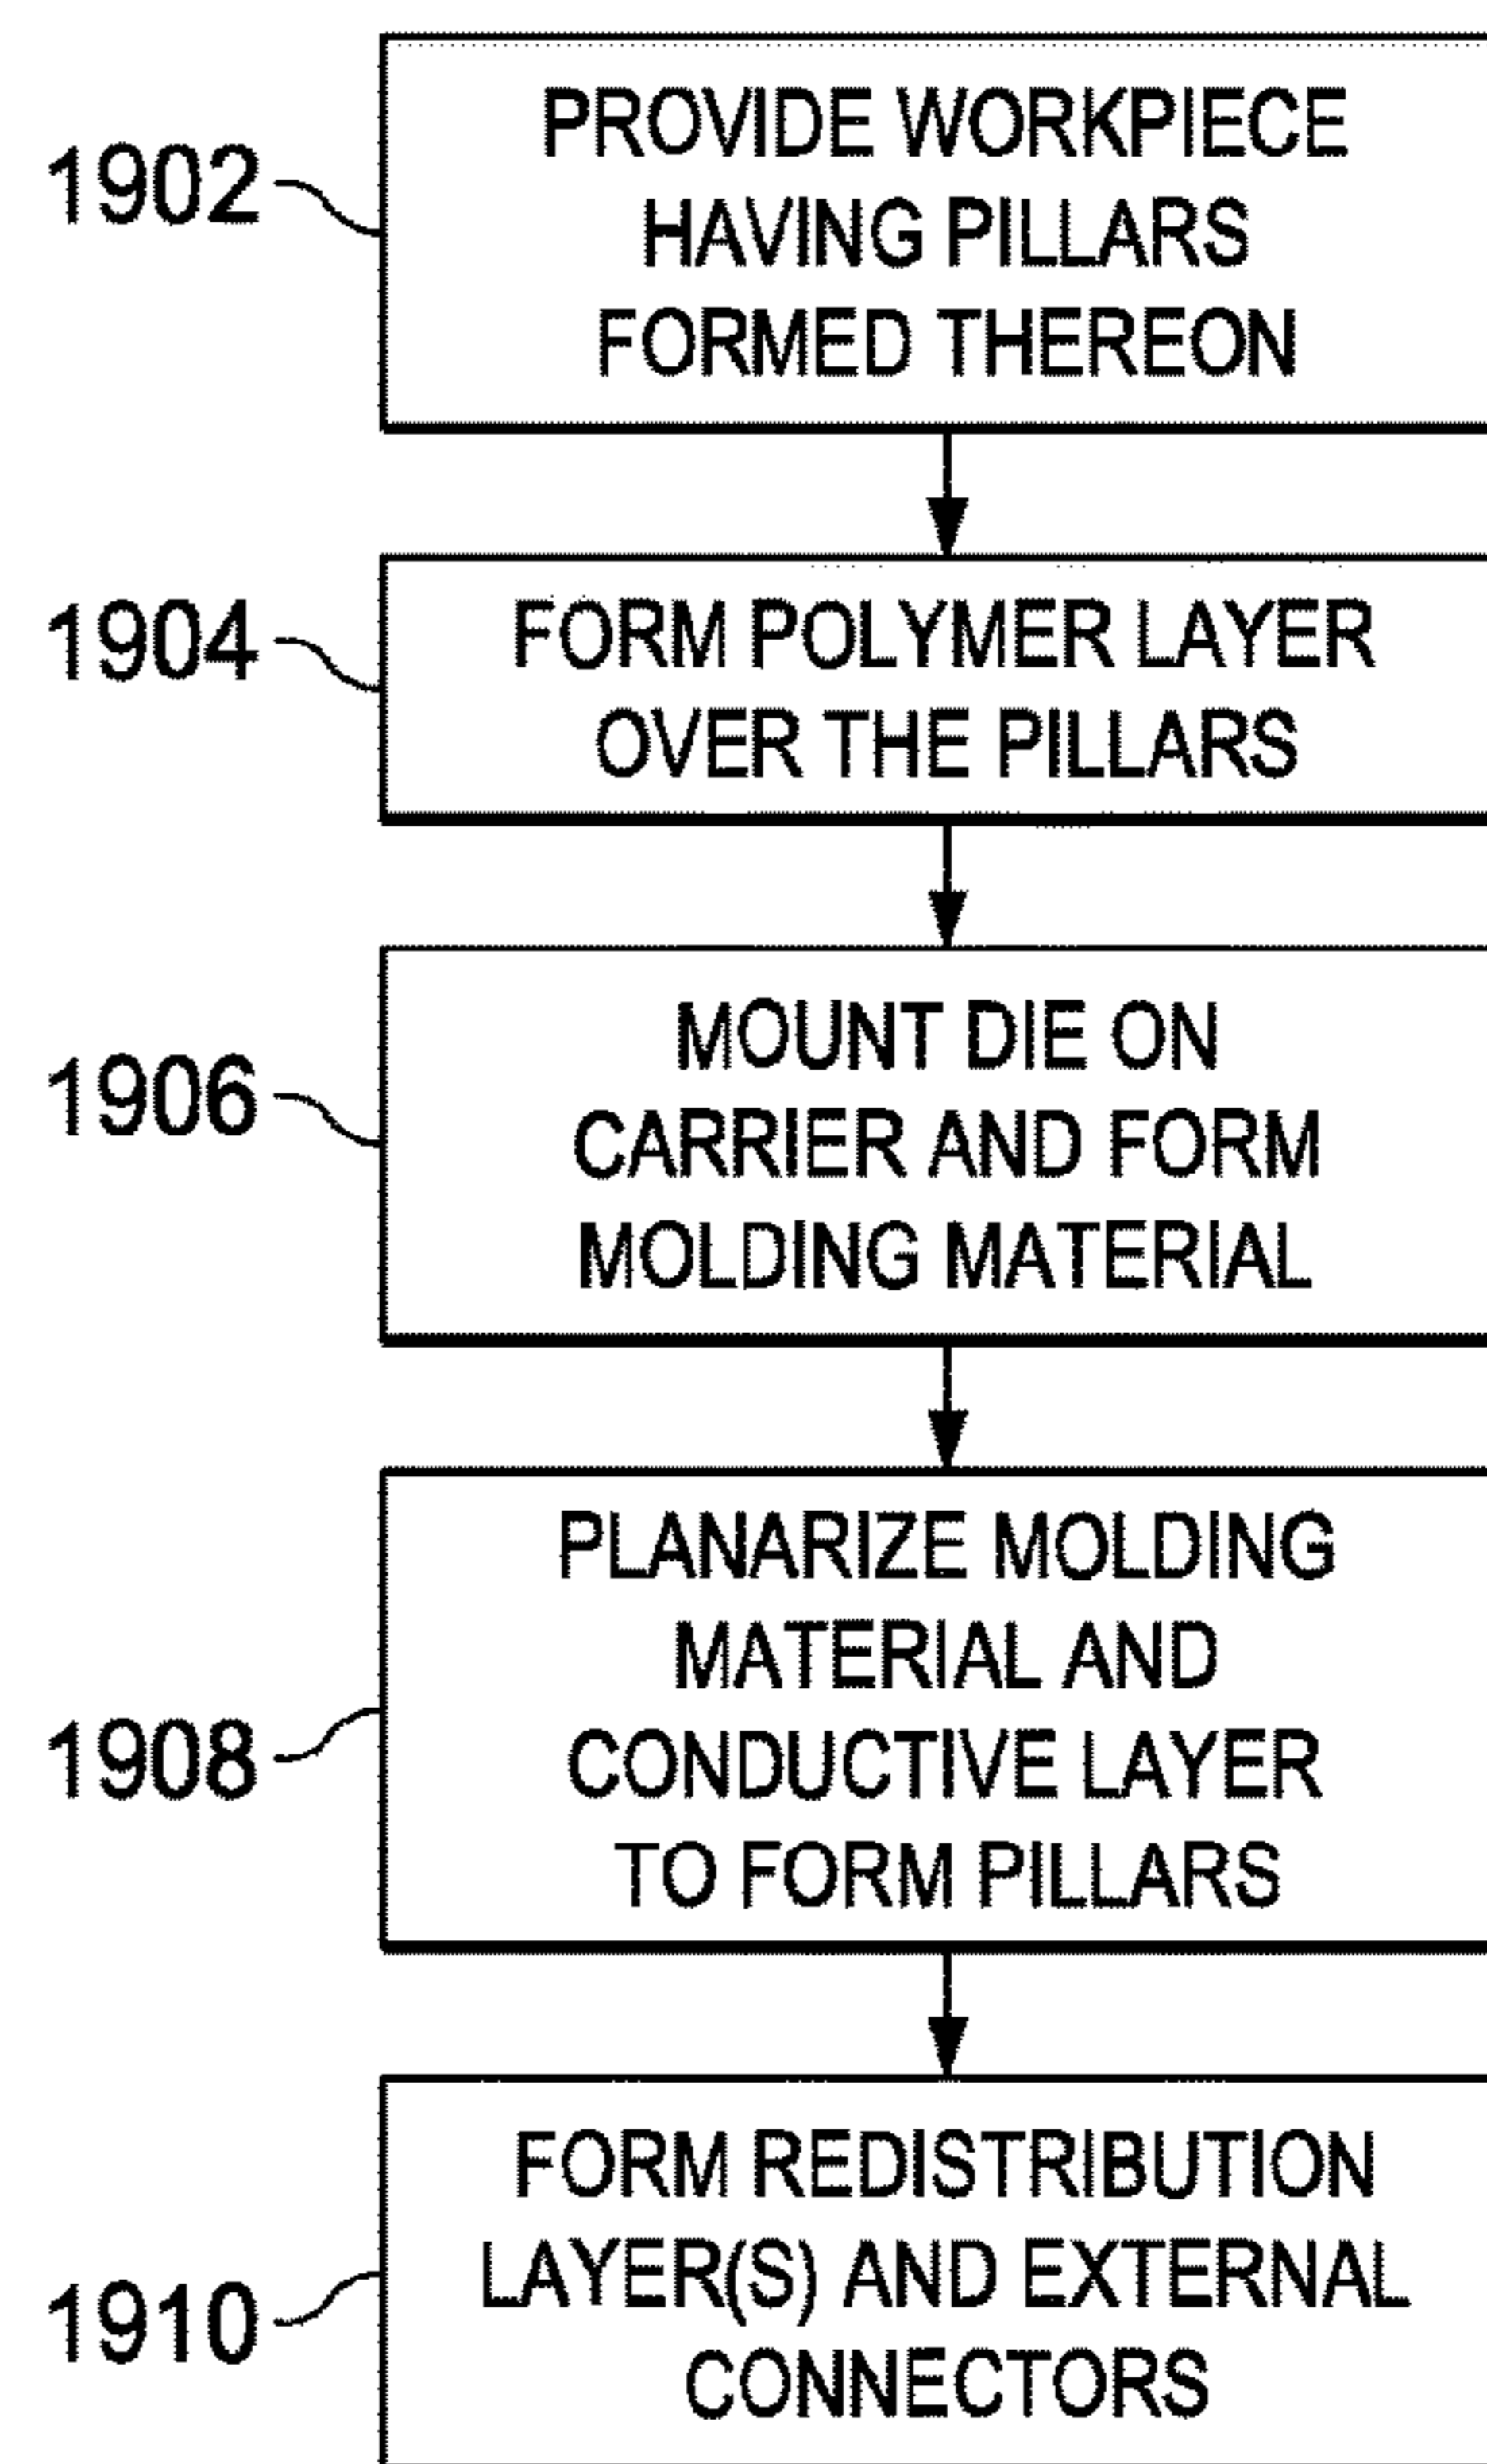 1902
PROVIDE WORKPIECE
HAVING PILLARS
FORMED THEREON
1904
FORM POLYMER LAYER
OVER THE PILLARS
1906
MOUNT DIE ON
CARRIER AND FORM
MOLDING MATERIAL
1908
PLANARIZE MOLDING
MATERIAL AND
CONDUCTIVE LAYER
TO FORM PILLARS
1910
FORM REDISTRIBUTION
LAYER(S) AND EXTERNAL
CONNECTORS